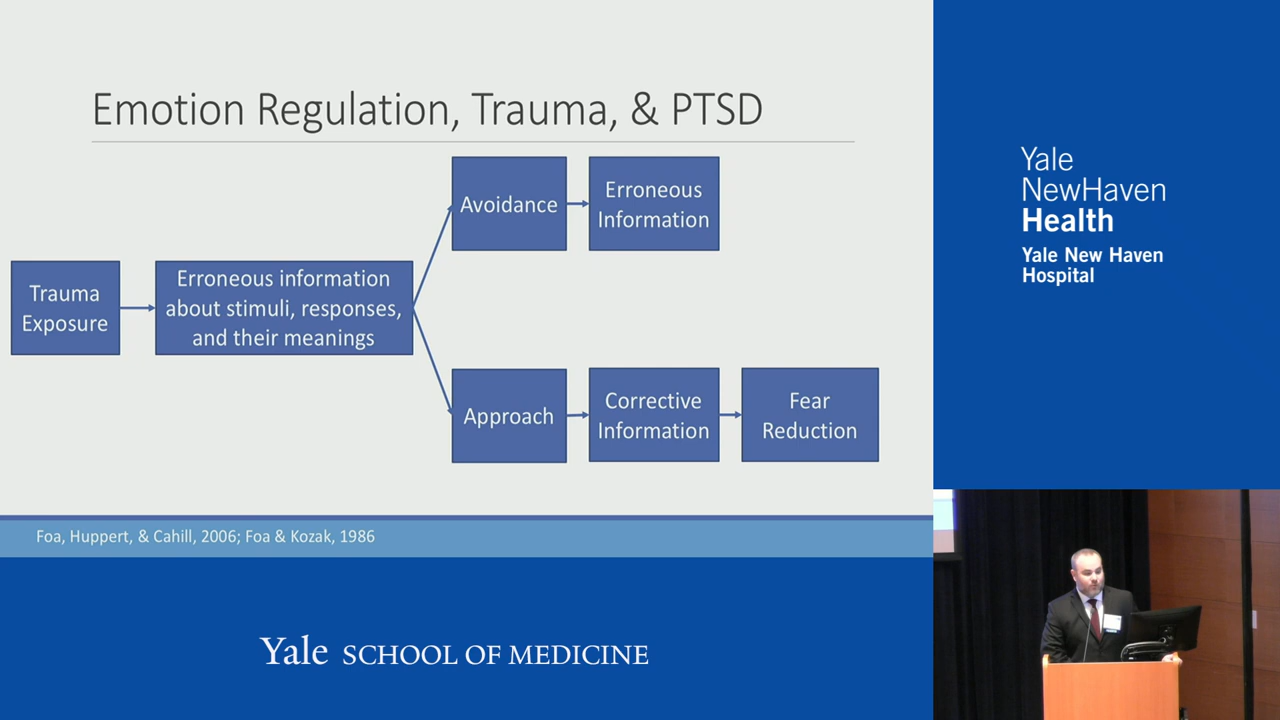 Emotion Regulation, Trauma, & PTSD
Trauma
Exposure
Erroneous information
about stimuli, responses,
and their meanings
Avoidance
Erroneous
Information
Approach
Corrective
Information
Fear
Reduction
Foa, Huppert, & Cahill, 2006; Foa & Kozak, 1986
Yale SCHOOL OF MEDICINE
Yale
NewHaven
Health
Yale New Haven
Hospital